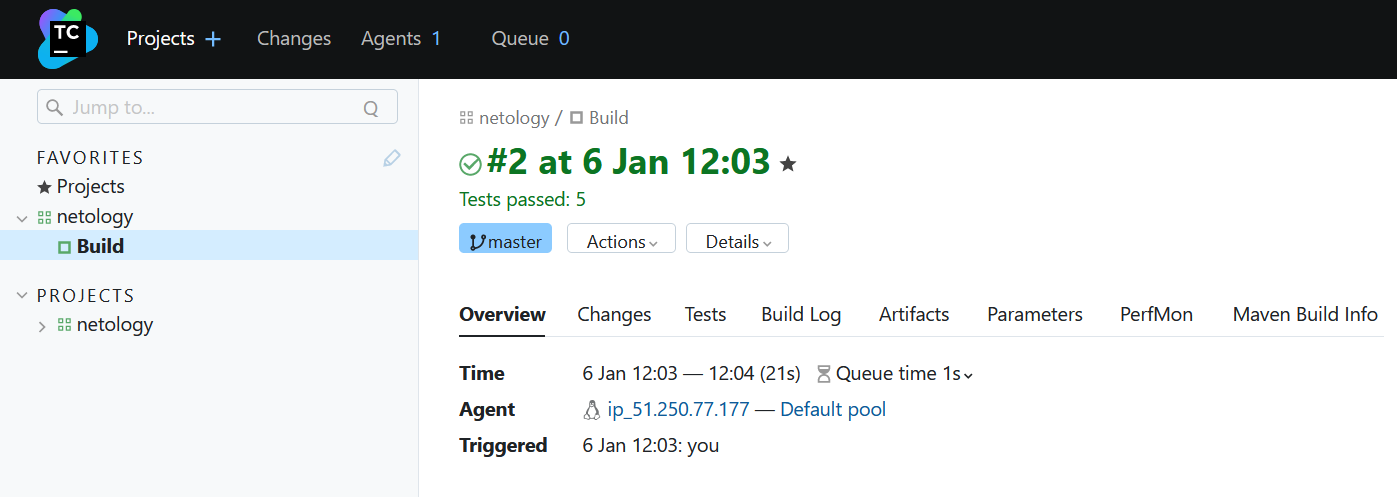 TC
Projects + Changes Agents 1 Queue 0
Jump to... Q
FAVORITES
Projects
netology
Build
PROJECTS
netology
netology / Build
#2 at 6 Jan 12:03
Tests passed: 5
master Actions Details
Overview Changes Tests Build Log Artifacts Parameters PerfMon Maven Build Info
Time 6 Jan 12:03 — 12:04 (21s) Queue time 1s
Agent ip_51.250.77.177 — Default pool
Triggered 6 Jan 12:03: you